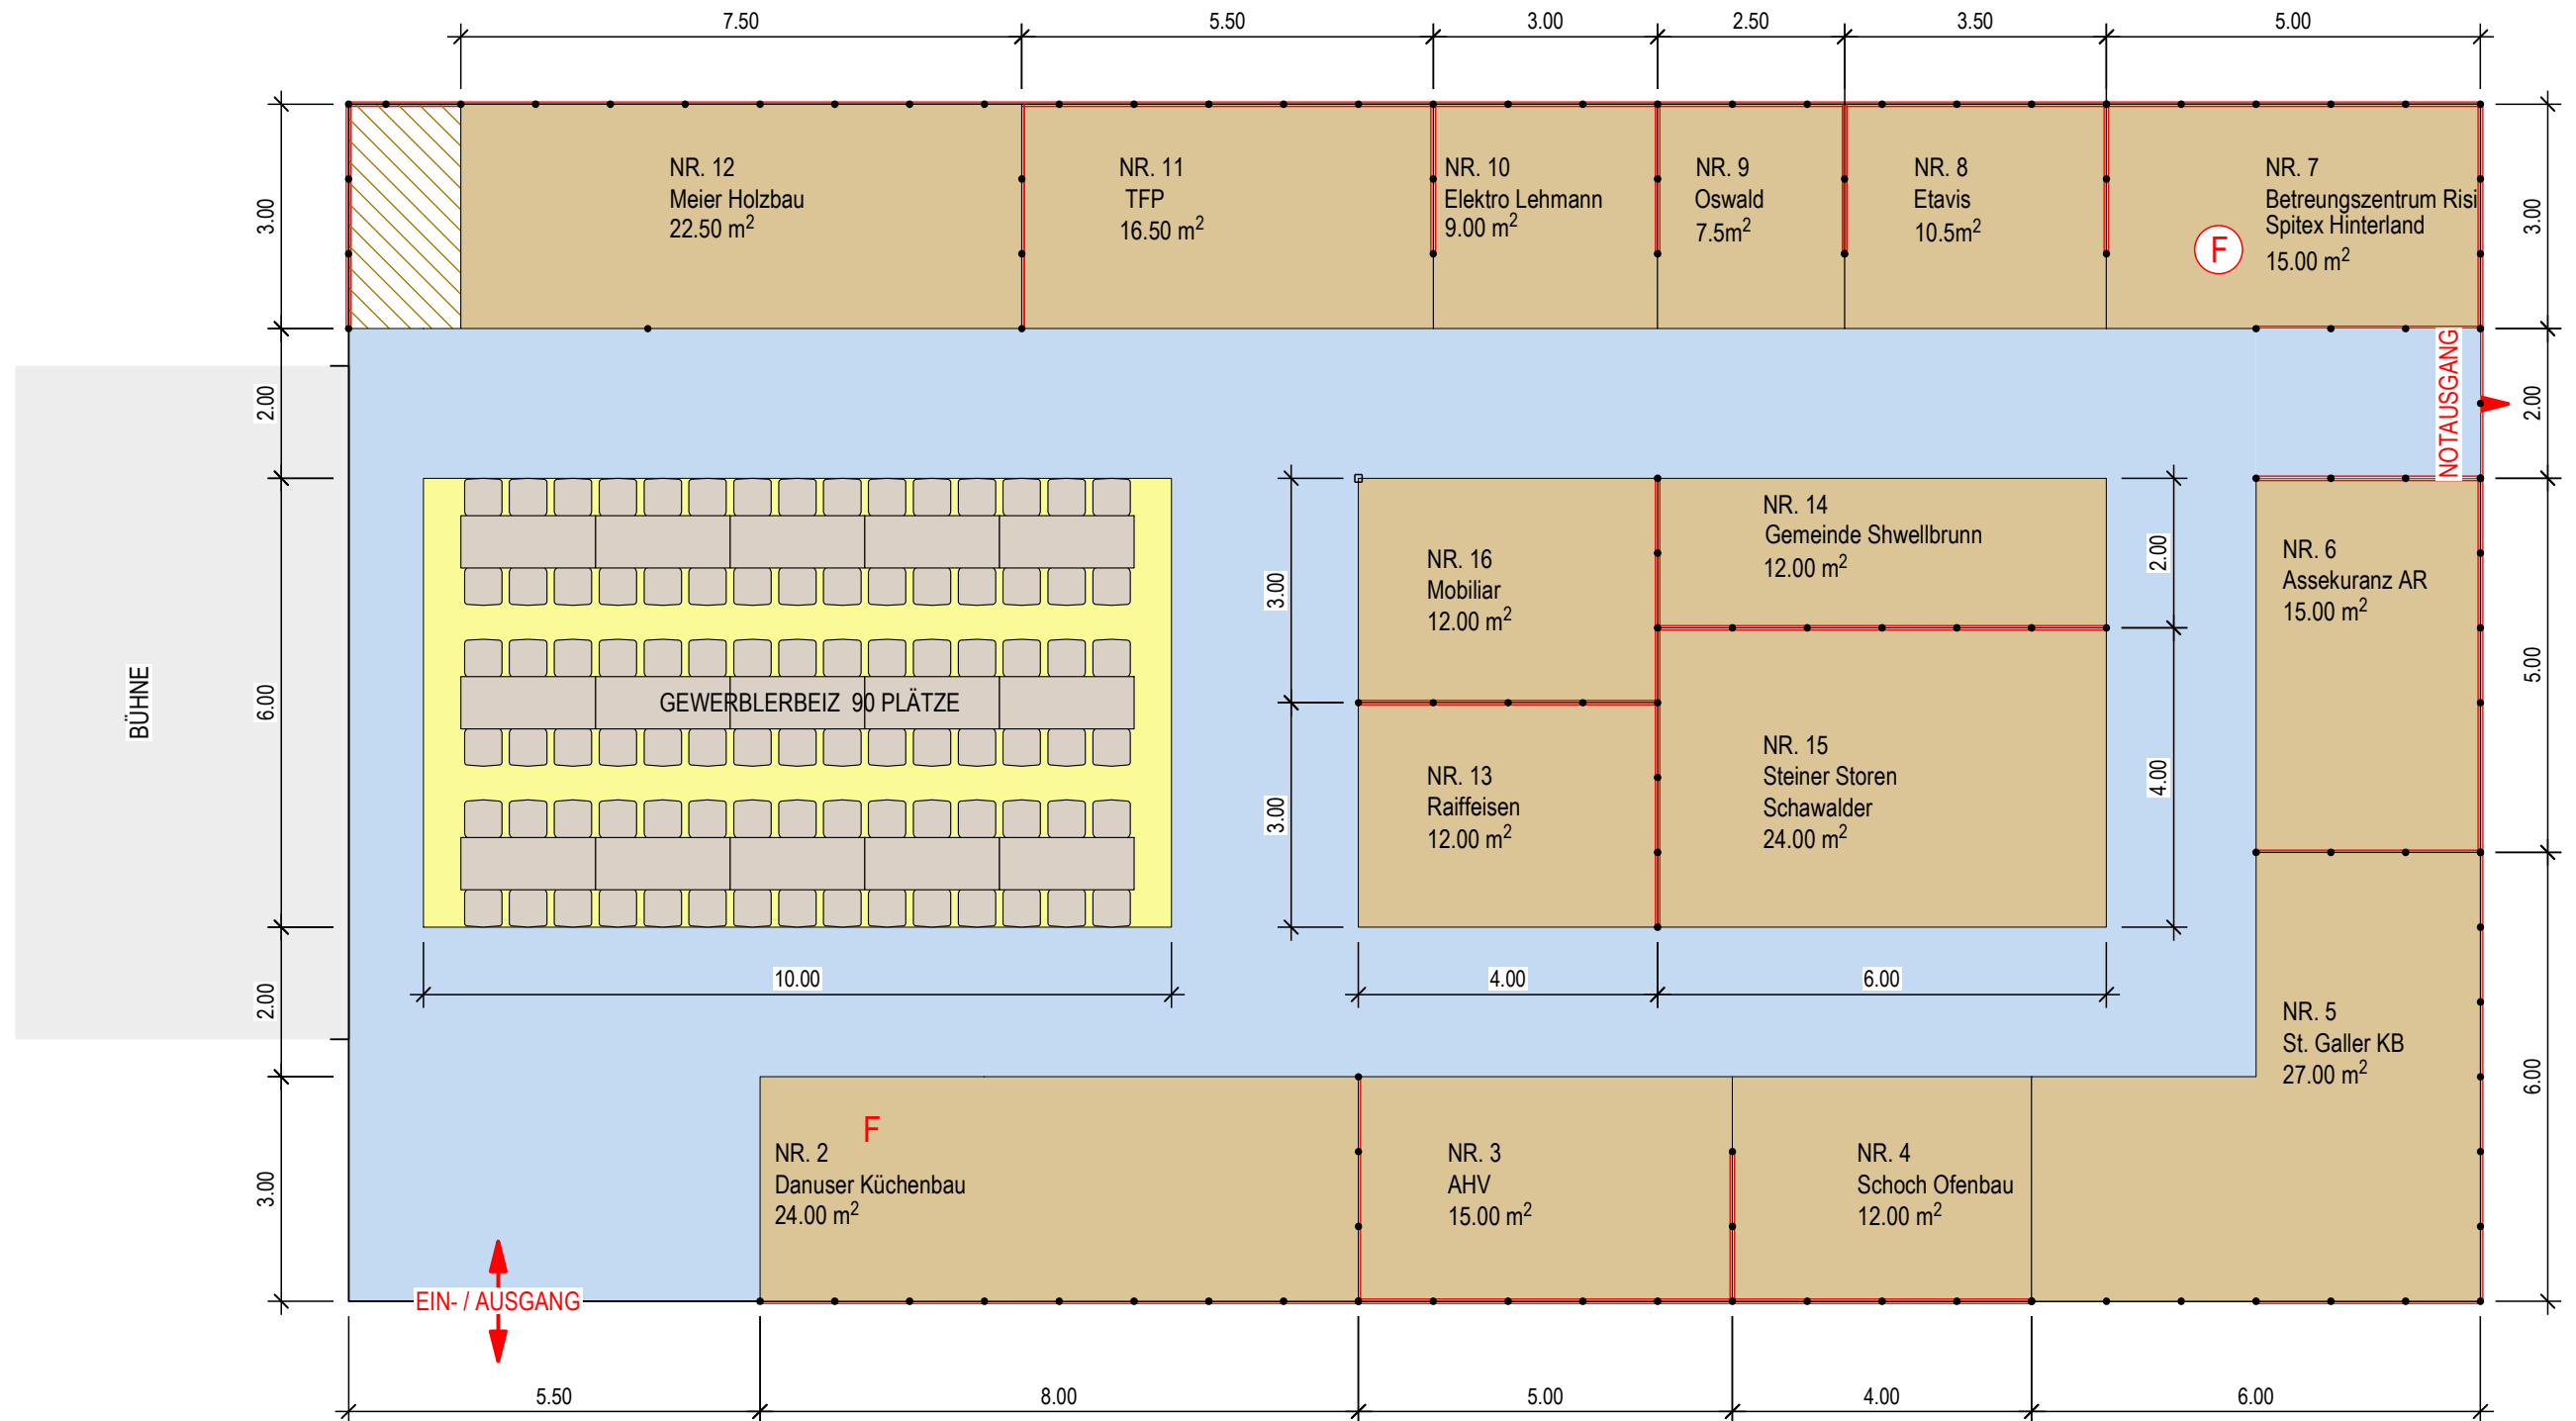 7.50
5.50
3.00
2.50
3.50
5.00
NR. 12
Meier Holzbau
22.50 m²
NR. 11
TFP
16.50 m²
NR. 10
Elektro Lehmann
9.00 m²
NR. 9
Oswald
7.5m²
NR. 8
Etavis
10.5m²
NR. 7
Betreungszentrum Risi
Spitex Hinterland
15.00 m²
F
3.00
3.00
2.00
NOTAUSGANG
2.00
BÜHNE
6.00
GEWERBLERBEIZ 90 PLÄTZE
3.00
3.00
NR. 16
Mobiliar
12.00 m²
NR. 14
Gemeinde Shwellbrunn
12.00 m²
2.00
NR. 13
Raiffeisen
12.00 m²
NR. 15
Steiner Storen
Schawalder
24.00 m²
4.00
NR. 6
Assekuranz AR
15.00 m²
5.00
10.00
4.00
6.00
2.00
NR. 5
St. Galler KB
27.00 m²
6.00
3.00
F
NR. 2
Danuser Küchenbau
24.00 m²
NR. 3
AHV
15.00 m²
NR. 4
Schoch Ofenbau
12.00 m²
EIN- / AUSGANG
5.50
8.00
5.00
4.00
6.00